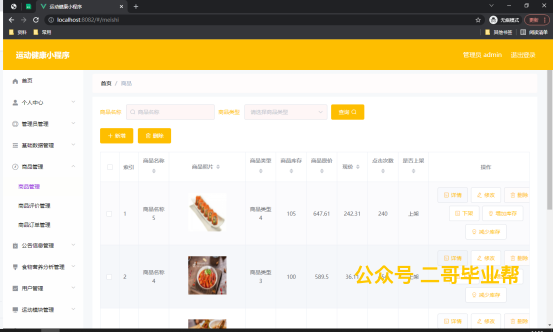 运动健康小程序
localhost:8082/#/meishi
无痕模式
更新
资料
常用
其他书签
阅读清单
运动健康小程序
管理员 admin
退出登录
首页
个人中心
管理员管理
基础数据管理
商品管理
商品管理
商品评价管理
商品订单管理
公告信息管理
食物营养分析管理
用户管理
运动模块管理
首页 / 商品
商品名称 商品名称 商品类型 请选择商品类型 查询
+ 新增 删除
索引 商品名称 商品照片 商品类型 商品库存 商品原价 现价 点击次数 是否上架 操作
1 商品名称5 商品类型4 105 647.61 242.31 240 上架 详情 修改 删除
下架 增加库存
减少库存
2 商品名称4 商品类型3 100 589.5 详情 修改 删除
减少库存
详情 修改 删除
公众号-二哥毕业帮